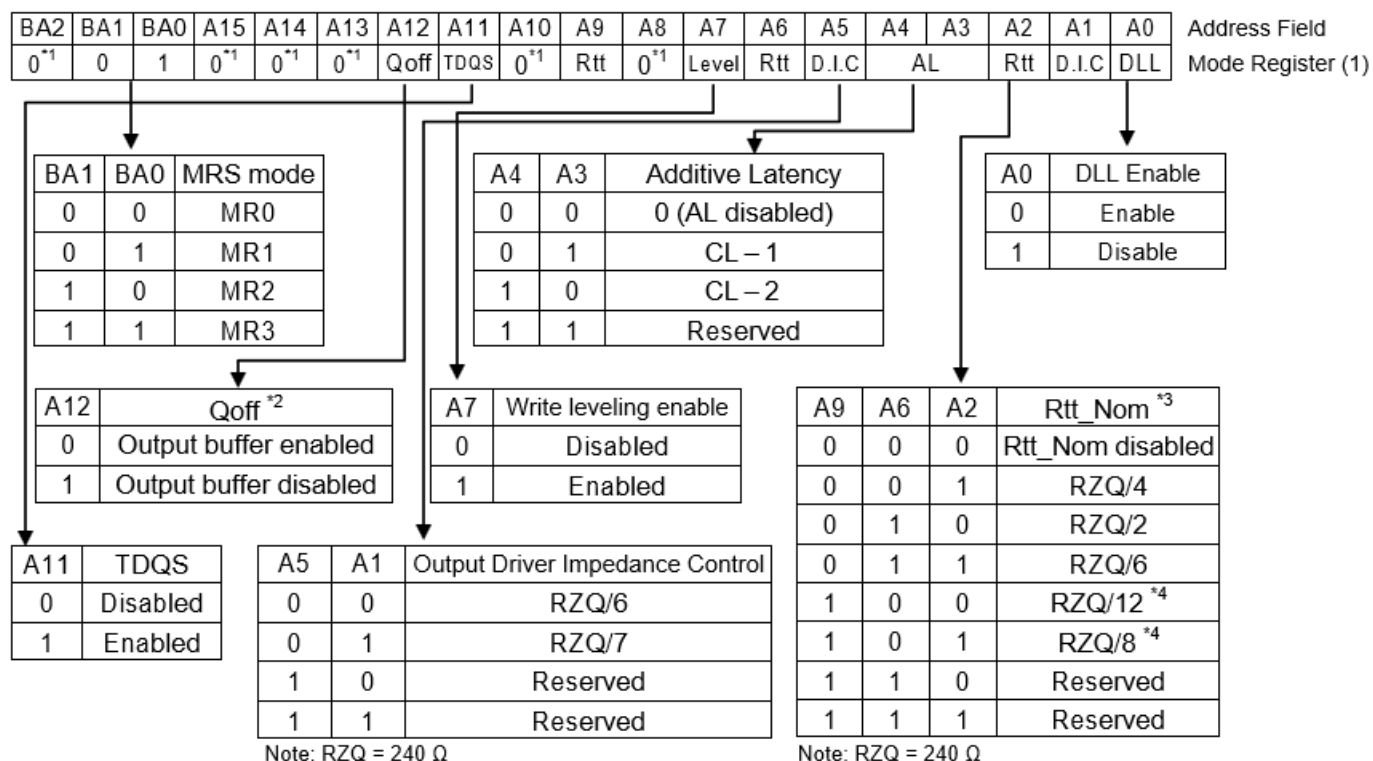 BA2 BA1 BA0 A15 A14 A13 A12 A11 A10 A9 A8 A7 A6 A5 A4 A3 A2 A1 A0 Address Field
0*1 0 1 0*1 0*1 0*1 Qoff TDQS 0*1 Rtt 0*1 Level Rtt D.I.C AL Rtt D.I.C DLL Mode Register (1)
BA1 BA0 MRS mode
0 0 MR0
0 1 MR1
1 0 MR2
1 1 MR3
A4 A3 Additive Latency
0 0 0 (AL disabled)
0 1 CL – 1
1 0 CL – 2
1 1 Reserved
A0 DLL Enable
0 Enable
1 Disable
A12 Qoff *2
0 Output buffer enabled
1 Output buffer disabled
A7 Write leveling enable
0 Disabled
1 Enabled
A9 A6 A2 Rtt_Nom *3
0 0 0 Rtt_Nom disabled
0 0 1 RZQ/4
0 1 0 RZQ/2
0 1 1 RZQ/6
1 0 0 RZQ/12 *4
1 0 1 RZQ/8 *4
1 1 0 Reserved
1 1 1 Reserved
Note: RZQ = 240 Ω
A11 TDQS
0 Disabled
1 Enabled
A5 A1 Output Driver Impedance Control
0 0 RZQ/6
0 1 RZQ/7
1 0 Reserved
1 1 Reserved
Note: RZQ = 240 Ω